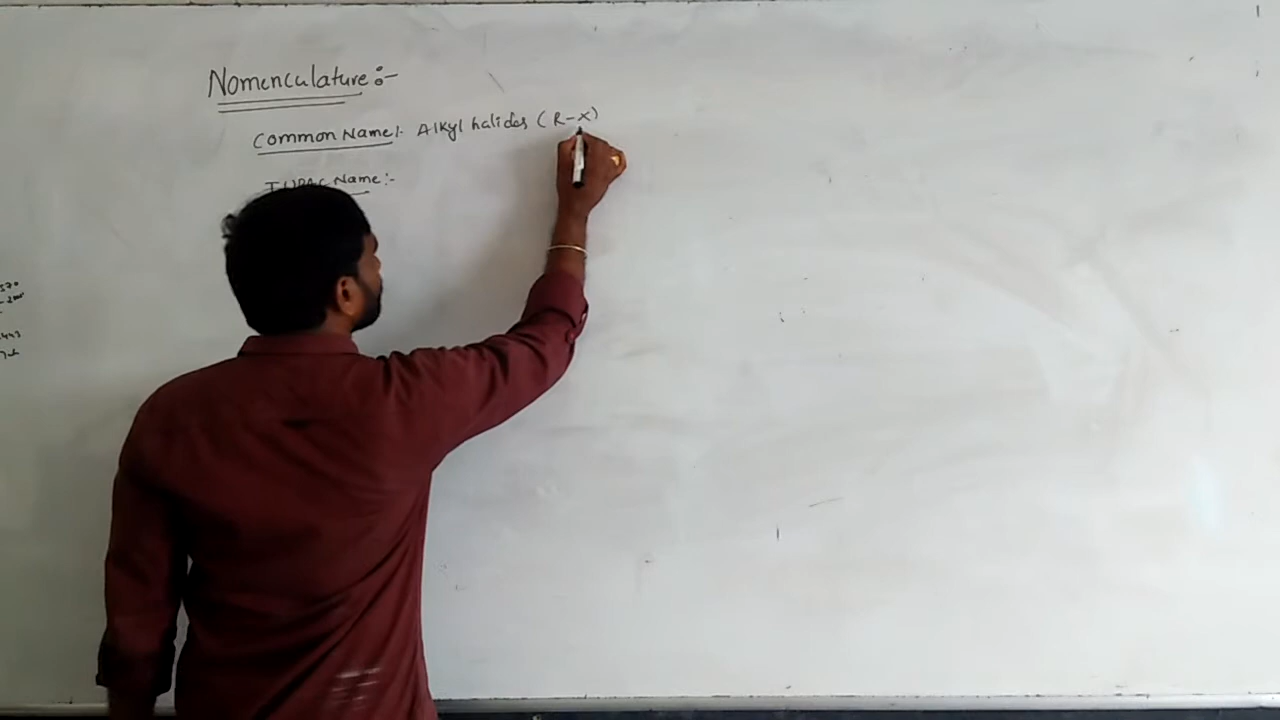 Nomenculature:-
Common Name:- Alkyl halides (R-X)
IUPAC Name:-